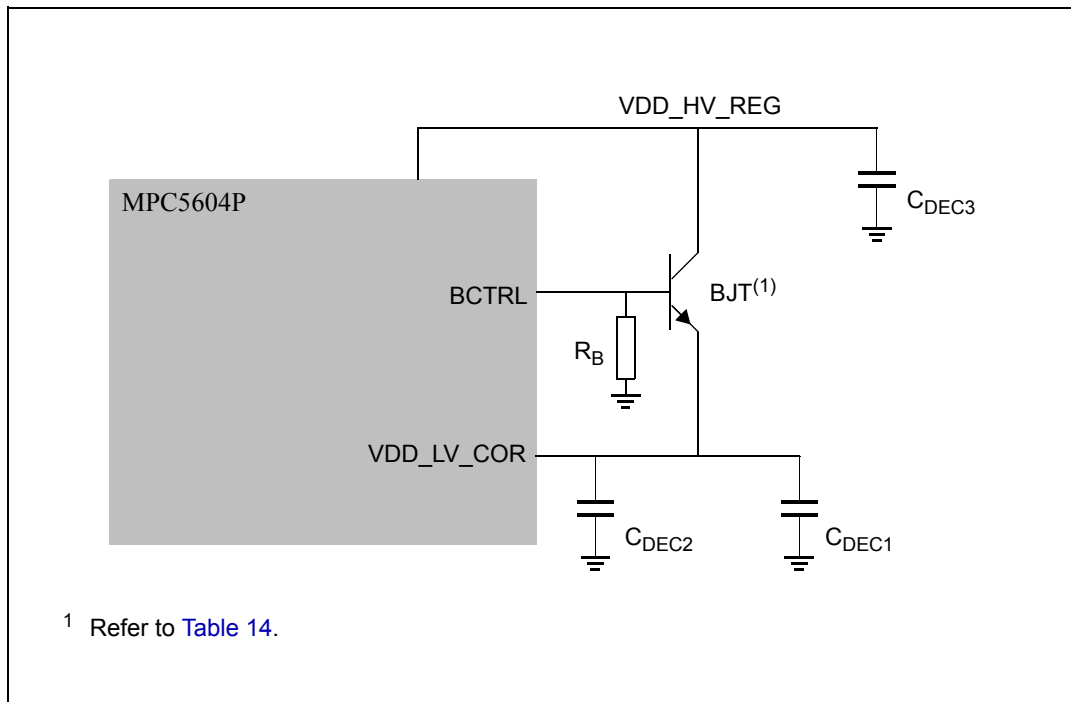 VDD_HV_REG
MPC5604P
CDEC3
BCTRL
BJT(1)
RB
VDD_LV_COR
CDEC2
CDEC1
1 Refer to Table 14.